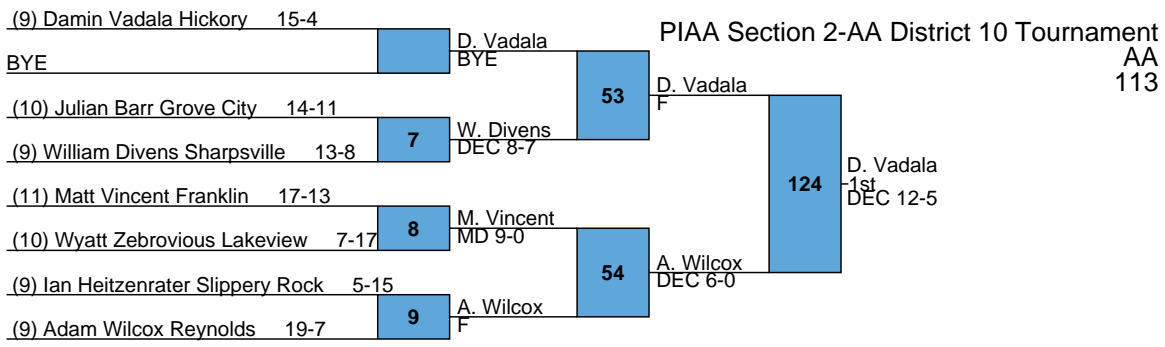 (9) Damin Vadala Hickory 15-4
PIAA Section 2-AA District 10 Tournament
AA
113
D. Vadala
BYE
BYE
53
D. Vadala
F
(10) Julian Barr Grove City 14-11
7
W. Divens
DEC 8-7
(9) William Divens Sharpsville 13-8
124
D. Vadala
1st
DEC 12-5
(11) Matt Vincent Franklin 17-13
8
M. Vincent
MD 9-0
(10) Wyatt Zebrovious Lakeview 7-17
54
A. Wilcox
DEC 6-0
(9) Ian Heitzenrater Slippery Rock 5-15
9
A. Wilcox
F
(9) Adam Wilcox Reynolds 19-7